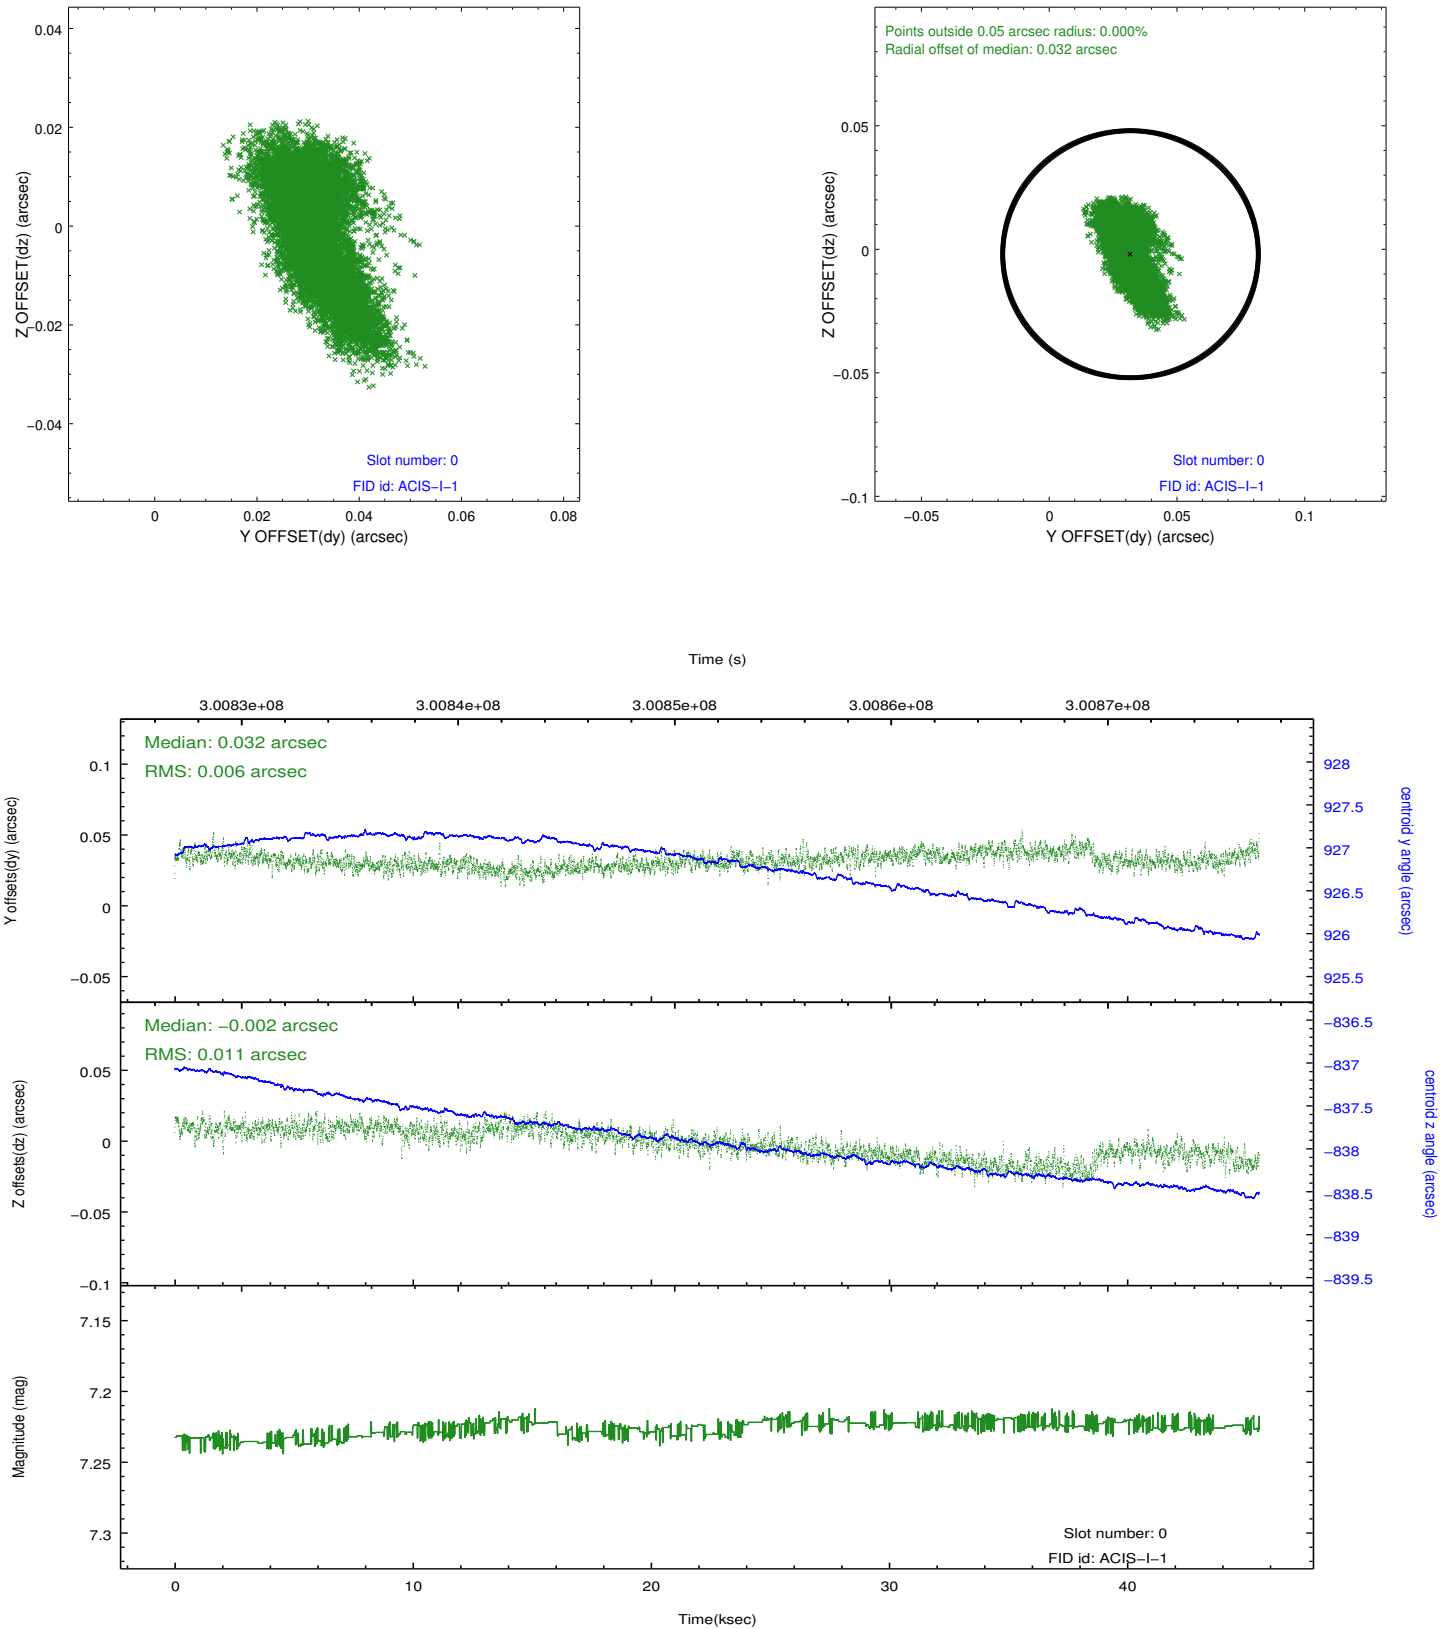 0.04
0.02
0
−0.02
−0.04
Z OFFSET(dz) (arcsec)
Slot number: 0
FID id: ACIS−I−1
0 0.02 0.04 0.06 0.08
Y OFFSET(dy) (arcsec)
Points outside 0.05 arcsec radius: 0.000%
Radial offset of median: 0.032 arcsec
0.05
0
−0.05
−0.1
Z OFFSET(dz) (arcsec)
Slot number: 0
FID id: ACIS−I−1
−0.05 0 0.05 0.1
Y OFFSET(dy) (arcsec)
Time (s)
3.0083e+08 3.0084e+08 3.0085e+08 3.0086e+08 3.0087e+08
Median: 0.032 arcsec
RMS: 0.006 arcsec
0.1
0.05
0
−0.05
Y offsets(dy) (arcsec)
928
927.5
927
926.5
926
925.5
centroid y angle (arcsec)
Median: −0.002 arcsec
RMS: 0.011 arcsec
0.05
0
−0.05
−0.1
Z offsets(dz) (arcsec)
−836.5
−837
−837.5
−838
−838.5
−839
−839.5
centroid z angle (arcsec)
7.15
7.2
7.25
7.3
Magnitude (mag)
Slot number: 0
FID id: ACIS−I−1
0 10 20 30 40
Time(ksec)